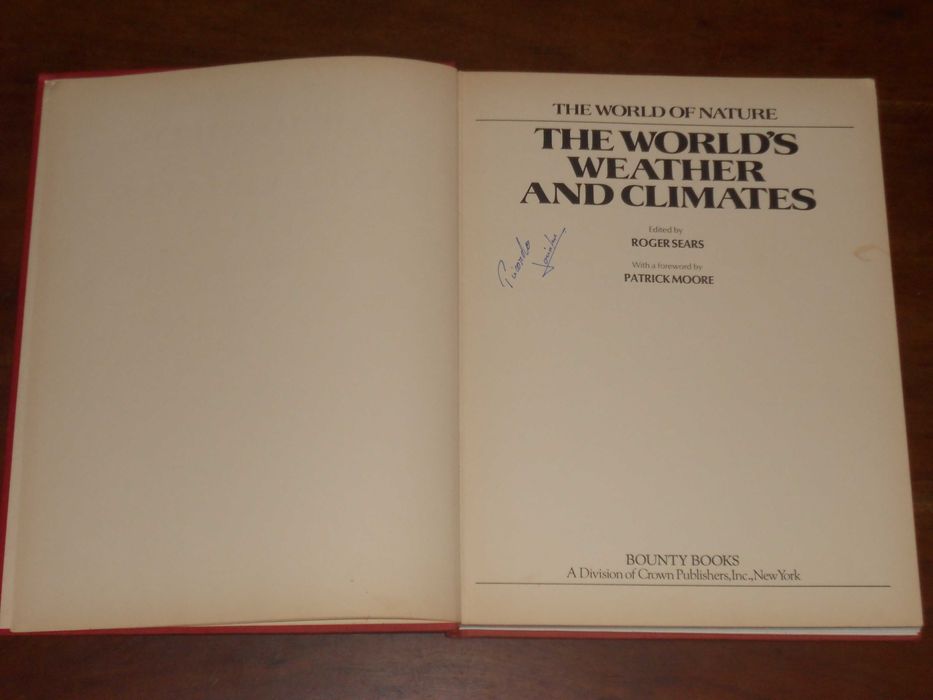 THE WORLD OF NATURE
THE WORLD'S
WEATHER
AND CLIMATES
Edited by
ROGER SEARS
With a foreword by
PATRICK MOORE
BOUNTY BOOKS
A Division of Crown Publishers, Inc., New York